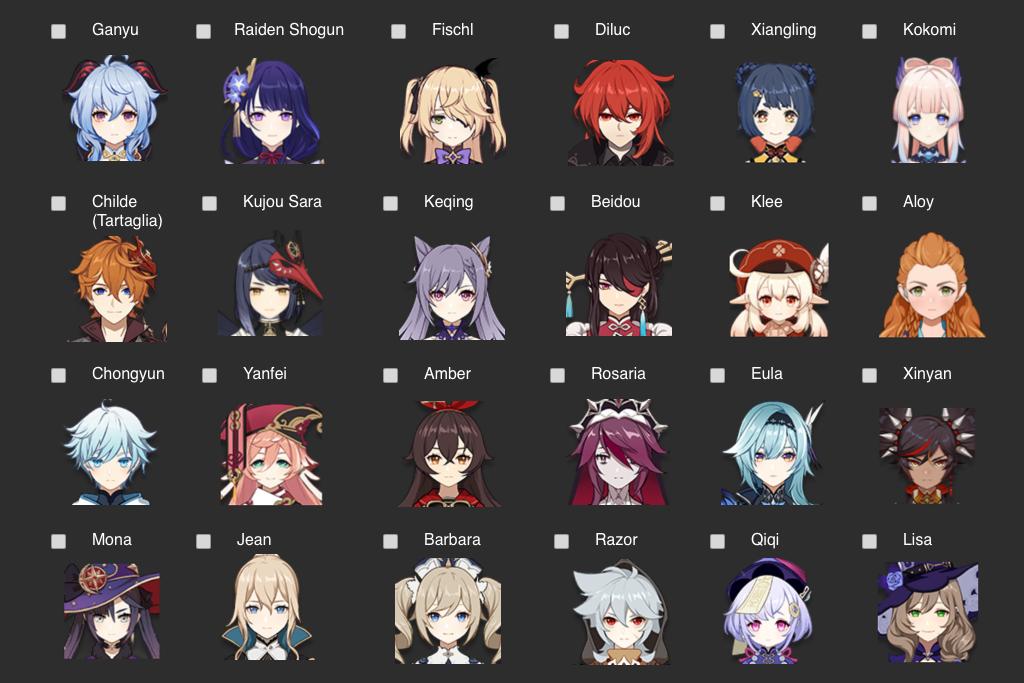 Ganyu
Raiden Shogun
Fischl
Diluc
Xiangling
Kokomi
Childe
(Tartaglia)
Kujou Sara
Keqing
Beidou
Klee
Aloy
Chongyun
Yanfei
Amber
Rosaria
Eula
Xinyan
Mona
Jean
Barbara
Razor
Qiqi
Lisa